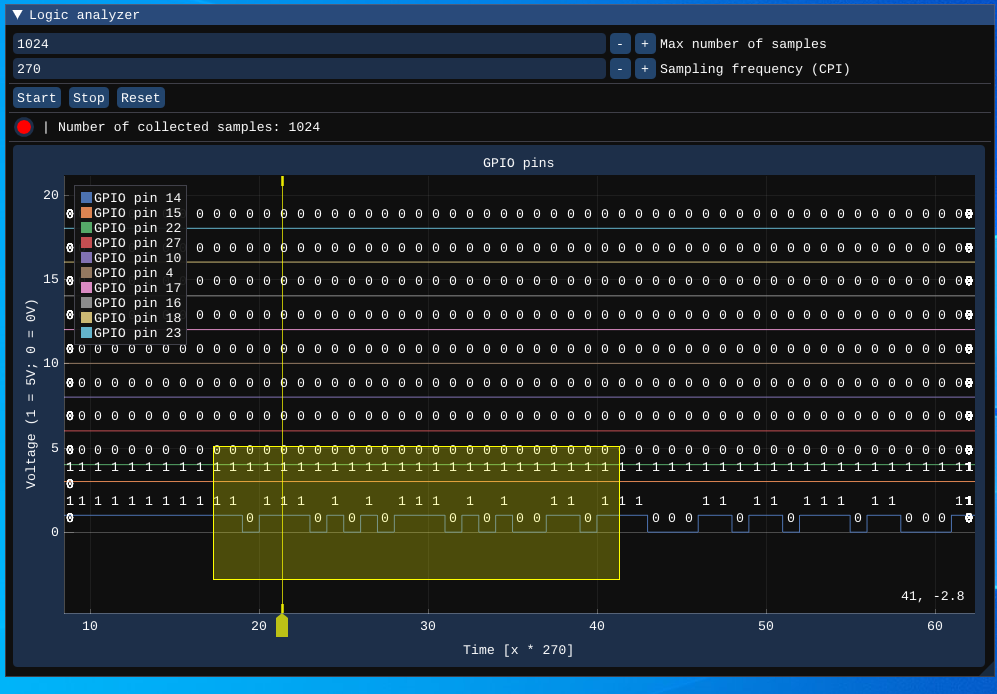 Logic analyzer
1024 - + Max number of samples
270 - + Sampling frequency (CPI)
Start Stop Reset
| Number of collected samples: 1024
GPIO pins
GPIO pin 14
GPIO pin 15
GPIO pin 22
GPIO pin 27
GPIO pin 10
GPIO pin 4
GPIO pin 17
GPIO pin 16
GPIO pin 18
GPIO pin 23
Voltage (1 = 5V; 0 = 0V)
20
15
10
5
0
0 0 0 0 0 0 0 0 0 0 0 0 0 0 0 0 0 0 0 0 0 0 0 0 0 0 0 0 0 0 0 0 0 0 0 0 0 0 0 0 0 0 0 0 0 0
0 0 0 0 0 0 0 0 0 0 0 0 0 0 0 0 0 0 0 0 0 0 0 0 0 0 0 0 0 0 0 0 0 0 0 0 0 0 0 0 0 0 0 0 0 0
0 0 0 0 0 0 0 0 0 0 0 0 0 0 0 0 0 0 0 0 0 0 0 0 0 0 0 0 0 0 0 0 0 0 0 0 0 0 0 0 0 0 0 0 0 0
0 0 0 0 0 0 0 0 0 0 0 0 0 0 0 0 0 0 0 0 0 0 0 0 0 0 0 0 0 0 0 0 0 0 0 0 0 0 0 0 0 0 0 0 0 0
0 0 0 0 0 0 0 0 0 0 0 0 0 0 0 0 0 0 0 0 0 0 0 0 0 0 0 0 0 0 0 0 0 0 0 0 0 0 0 0 0 0 0 0 0 0 0 0 0 0 0 0 0
0 0 0 0 0 0 0 0 0 0 0 0 0 0 0 0 0 0 0 0 0 0 0 0 0 0 0 0 0 0 0 0 0 0 0 0 0 0 0 0 0 0 0 0 0 0 0 0 0 0 0 0 0
0 0 0 0 0 0 0 0 0 0 0 0 0 0 0 0 0 0 0 0 0 0 0 0 0 0 0 0 0 0 0 0 0 0 0 0 0 0 0 0 0 0 0 0 0 0 0 0 0 0 0 0 0
0 0 0 0 0 0 0 0 0 0 0 0 0 0 0 0 0 0 0 0 0 0 0 0 0 0 0 0 0 0 0 0 0 0 0 0 0 0 0 0 0 0 0 0 0 0 0 0 0 0 0 0 0
1 1 1 1 1 1 1 1 1 1 1 1 1 1 1 1 1 1 1 1 1 1 1 1 1 1 1 1 1 1 1 1 1 1 1 1 1 1 1 1 1 1 1 1 1 1 1 1 1 1 1 1 1 1 1
1 1 1 1 1 1 1 1 1 1 1 1 1 1 1 1 1 1 1 1 1 1 1 1 1 1 1 1 1 1 1 1 1 1 1 1 1
0 0 0 0 0 0 0 0 0 0 0 0 0 0 0 0 0 0 0
41, -2.8
10 20 30 40 50 60
Time [x * 270]